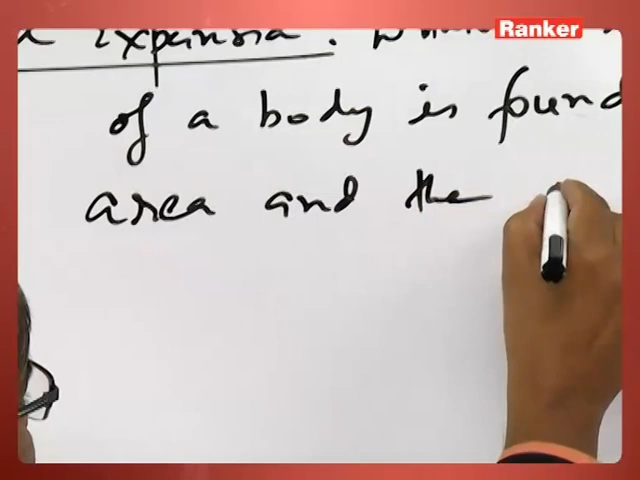 Ranker
Expansion.
of a body is found
area and the